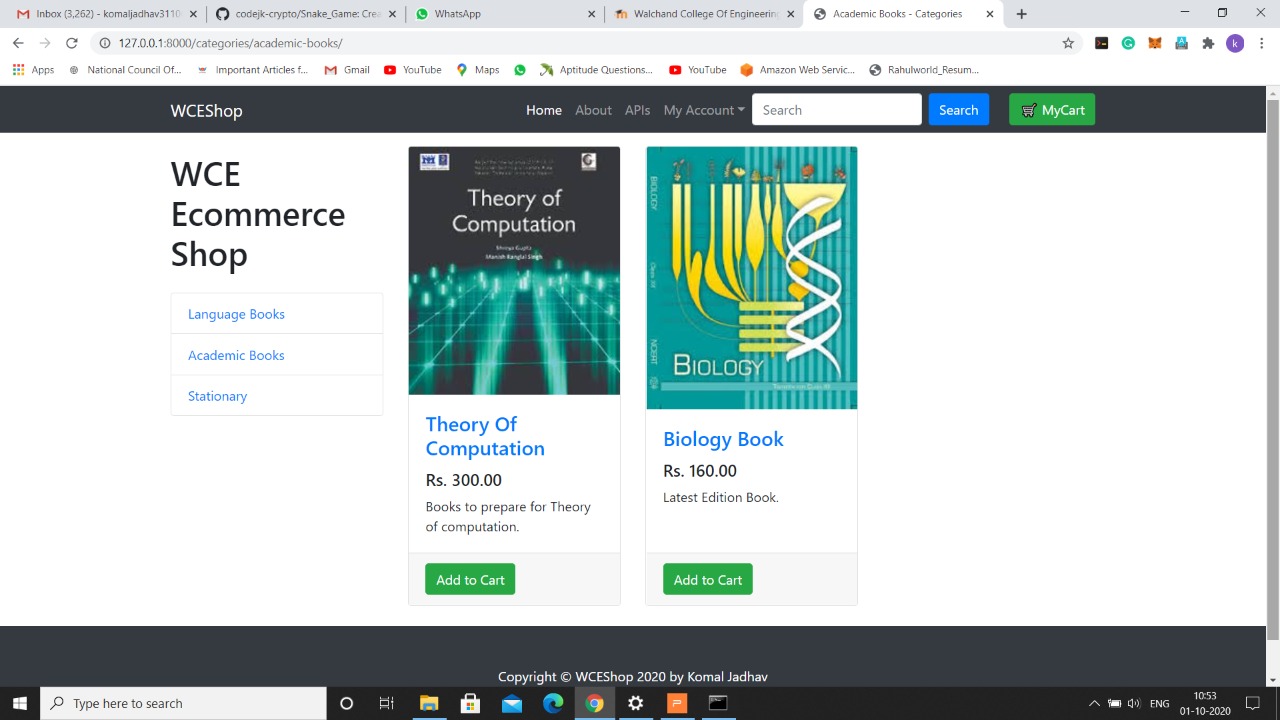 Inbox (3,262) - komaljadhav3110
codejk-crypto/Snake_Game: Crea
WhatsApp
Walchand College Of Engineering
Academic Books - Categories
127.0.0.1:8000/categories/academic-books/
k
Apps
National Council Of...
Important Articles f...
Gmail
YouTube
Maps
Aptitude Questions...
YouTube
Amazon Web Servic...
Rahulworld_Resum...
WCEShop
Home
About
APIs
My Account
Search
Search
MyCart
WCE
Ecommerce
Shop
Language Books
Academic Books
Stationary
Theory of
Computation
Shreya Gupta
Manish Ranglal Singh
Theory Of
Computation
Rs. 300.00
Books to prepare for Theory
of computation.
Add to Cart
BIOLOGY
NCERT
BIOLOGY
Biology Book
Rs. 160.00
Latest Edition Book.
Add to Cart
Copyright © WCEShop 2020 by Komal Jadhav
Type here to search
ENG
10:53
01-10-2020